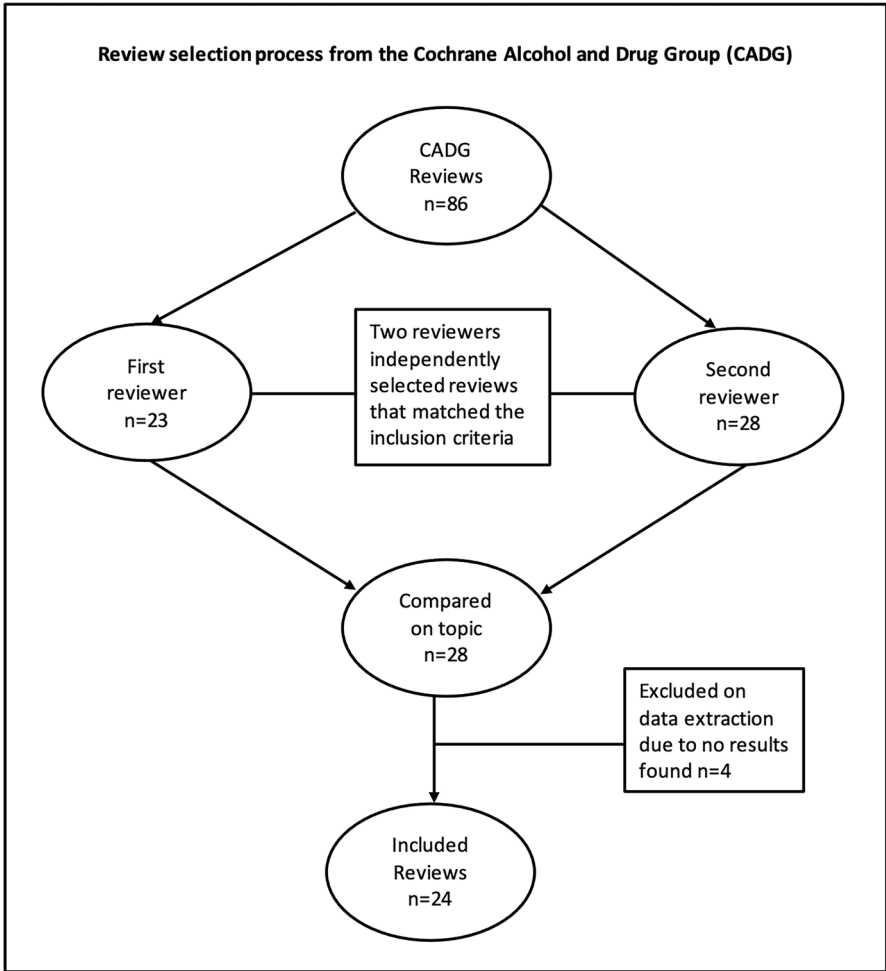 Review selection process from the Cochrane Alcohol and Drug Group (CADG)
CADG
Reviews
n=86
First
reviewer
n=23
Two reviewers
independently
selected reviews
that matched the
inclusion criteria
Second
reviewer
n=28
Compared
on topic
n=28
Excluded on
data extraction
due to no results
found n=4
Included
Reviews
n=24